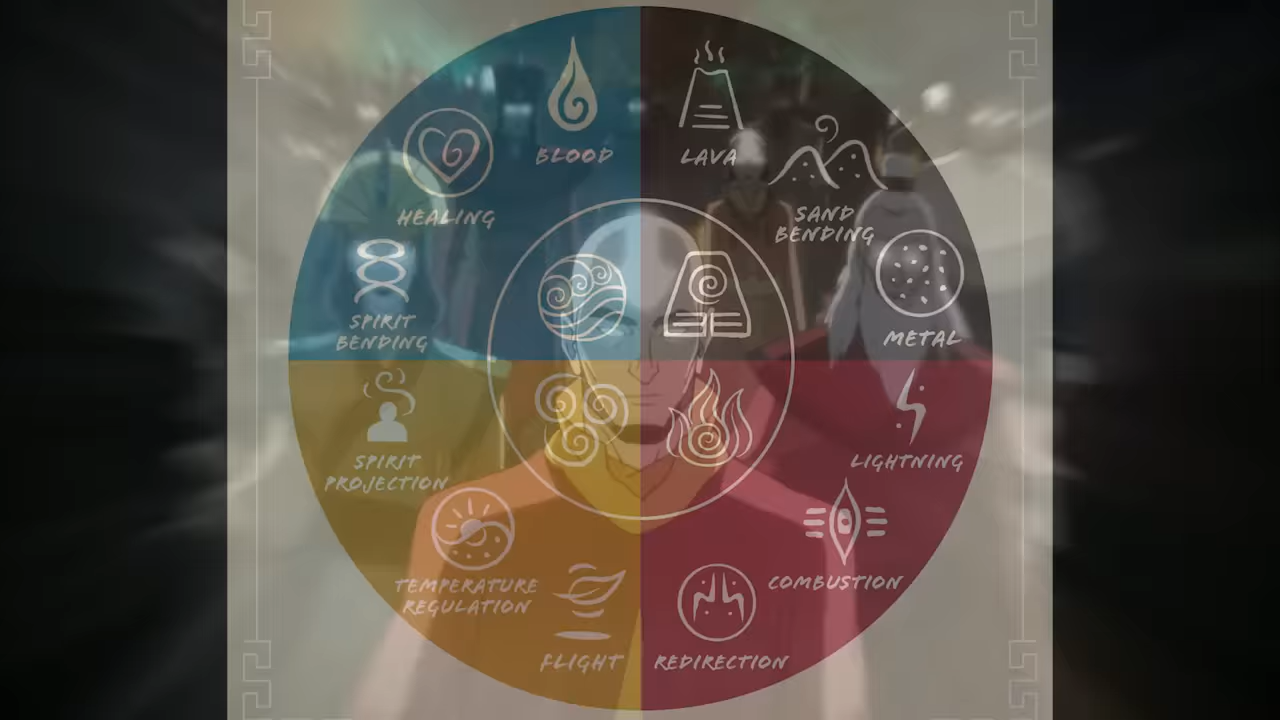 BLOOD
LAVA
HEALING
SAND
BENDING
SPIRIT
BENDING
METAL
SPIRIT
PROJECTION
LIGHTNING
TEMPERATURE
REGULATION
COMBUSTION
FLIGHT
REDIRECTION